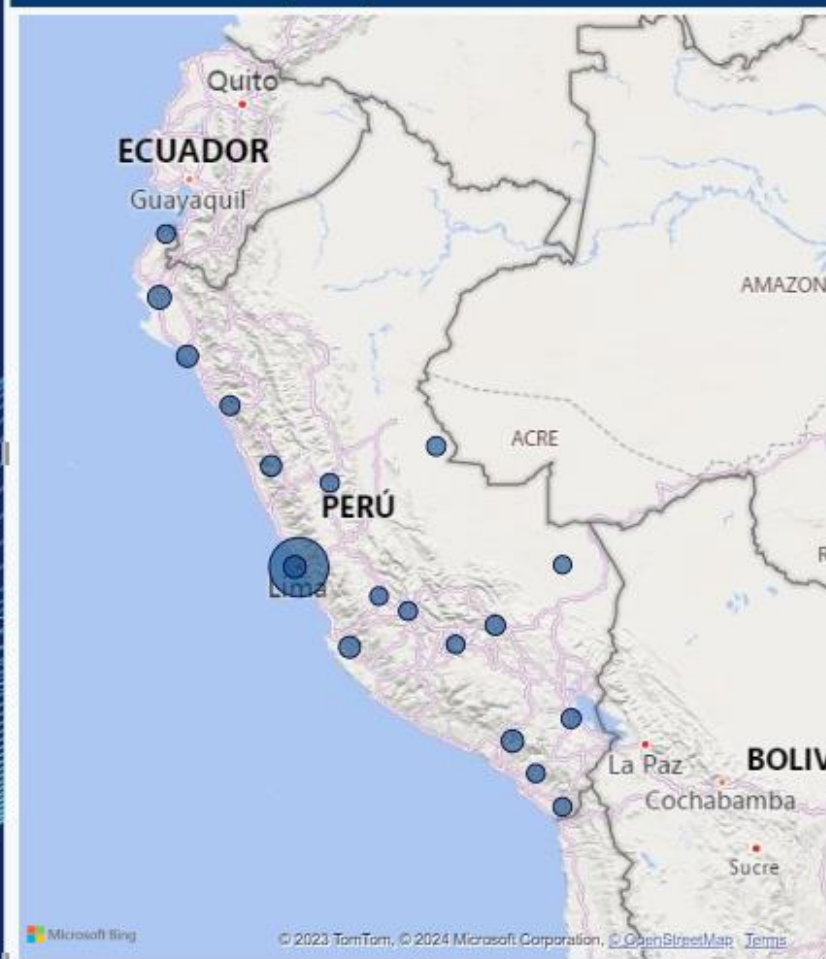 Quito
ECUADOR
Guayaquil
AMAZON
ACRE
PERÚ
Lima
La Paz
BOLIV
Cochabamba
Sucre
R
Microsoft Bing
© 2023 TomTom, © 2024 Microsoft Corporation, © OpenStreetMap Terms